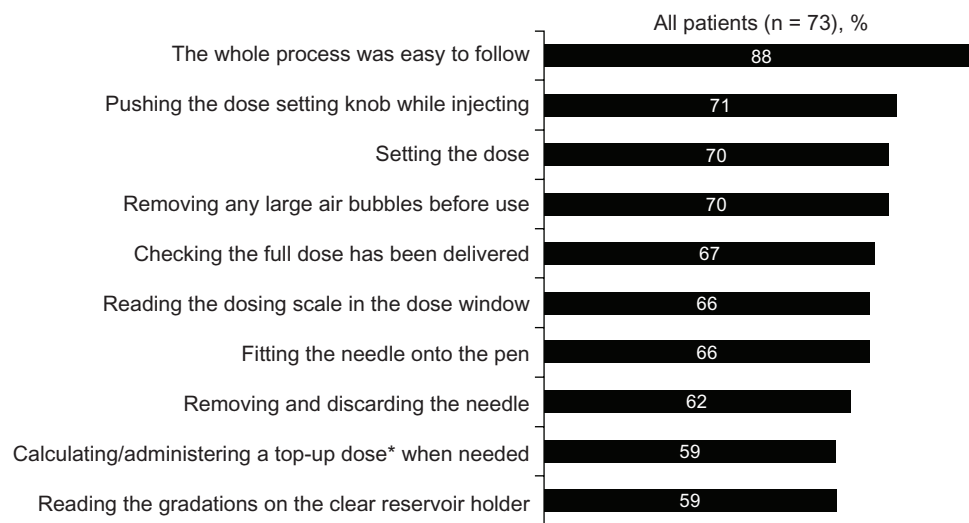 All patients (n = 73), %
The whole process was easy to follow 88
Pushing the dose setting knob while injecting 71
Setting the dose 70
Removing any large air bubbles before use 70
Checking the full dose has been delivered 67
Reading the dosing scale in the dose window 66
Fitting the needle onto the pen 66
Removing and discarding the needle 62
Calculating/administering a top-up dose* when needed 59
Reading the gradations on the clear reservoir holder 59